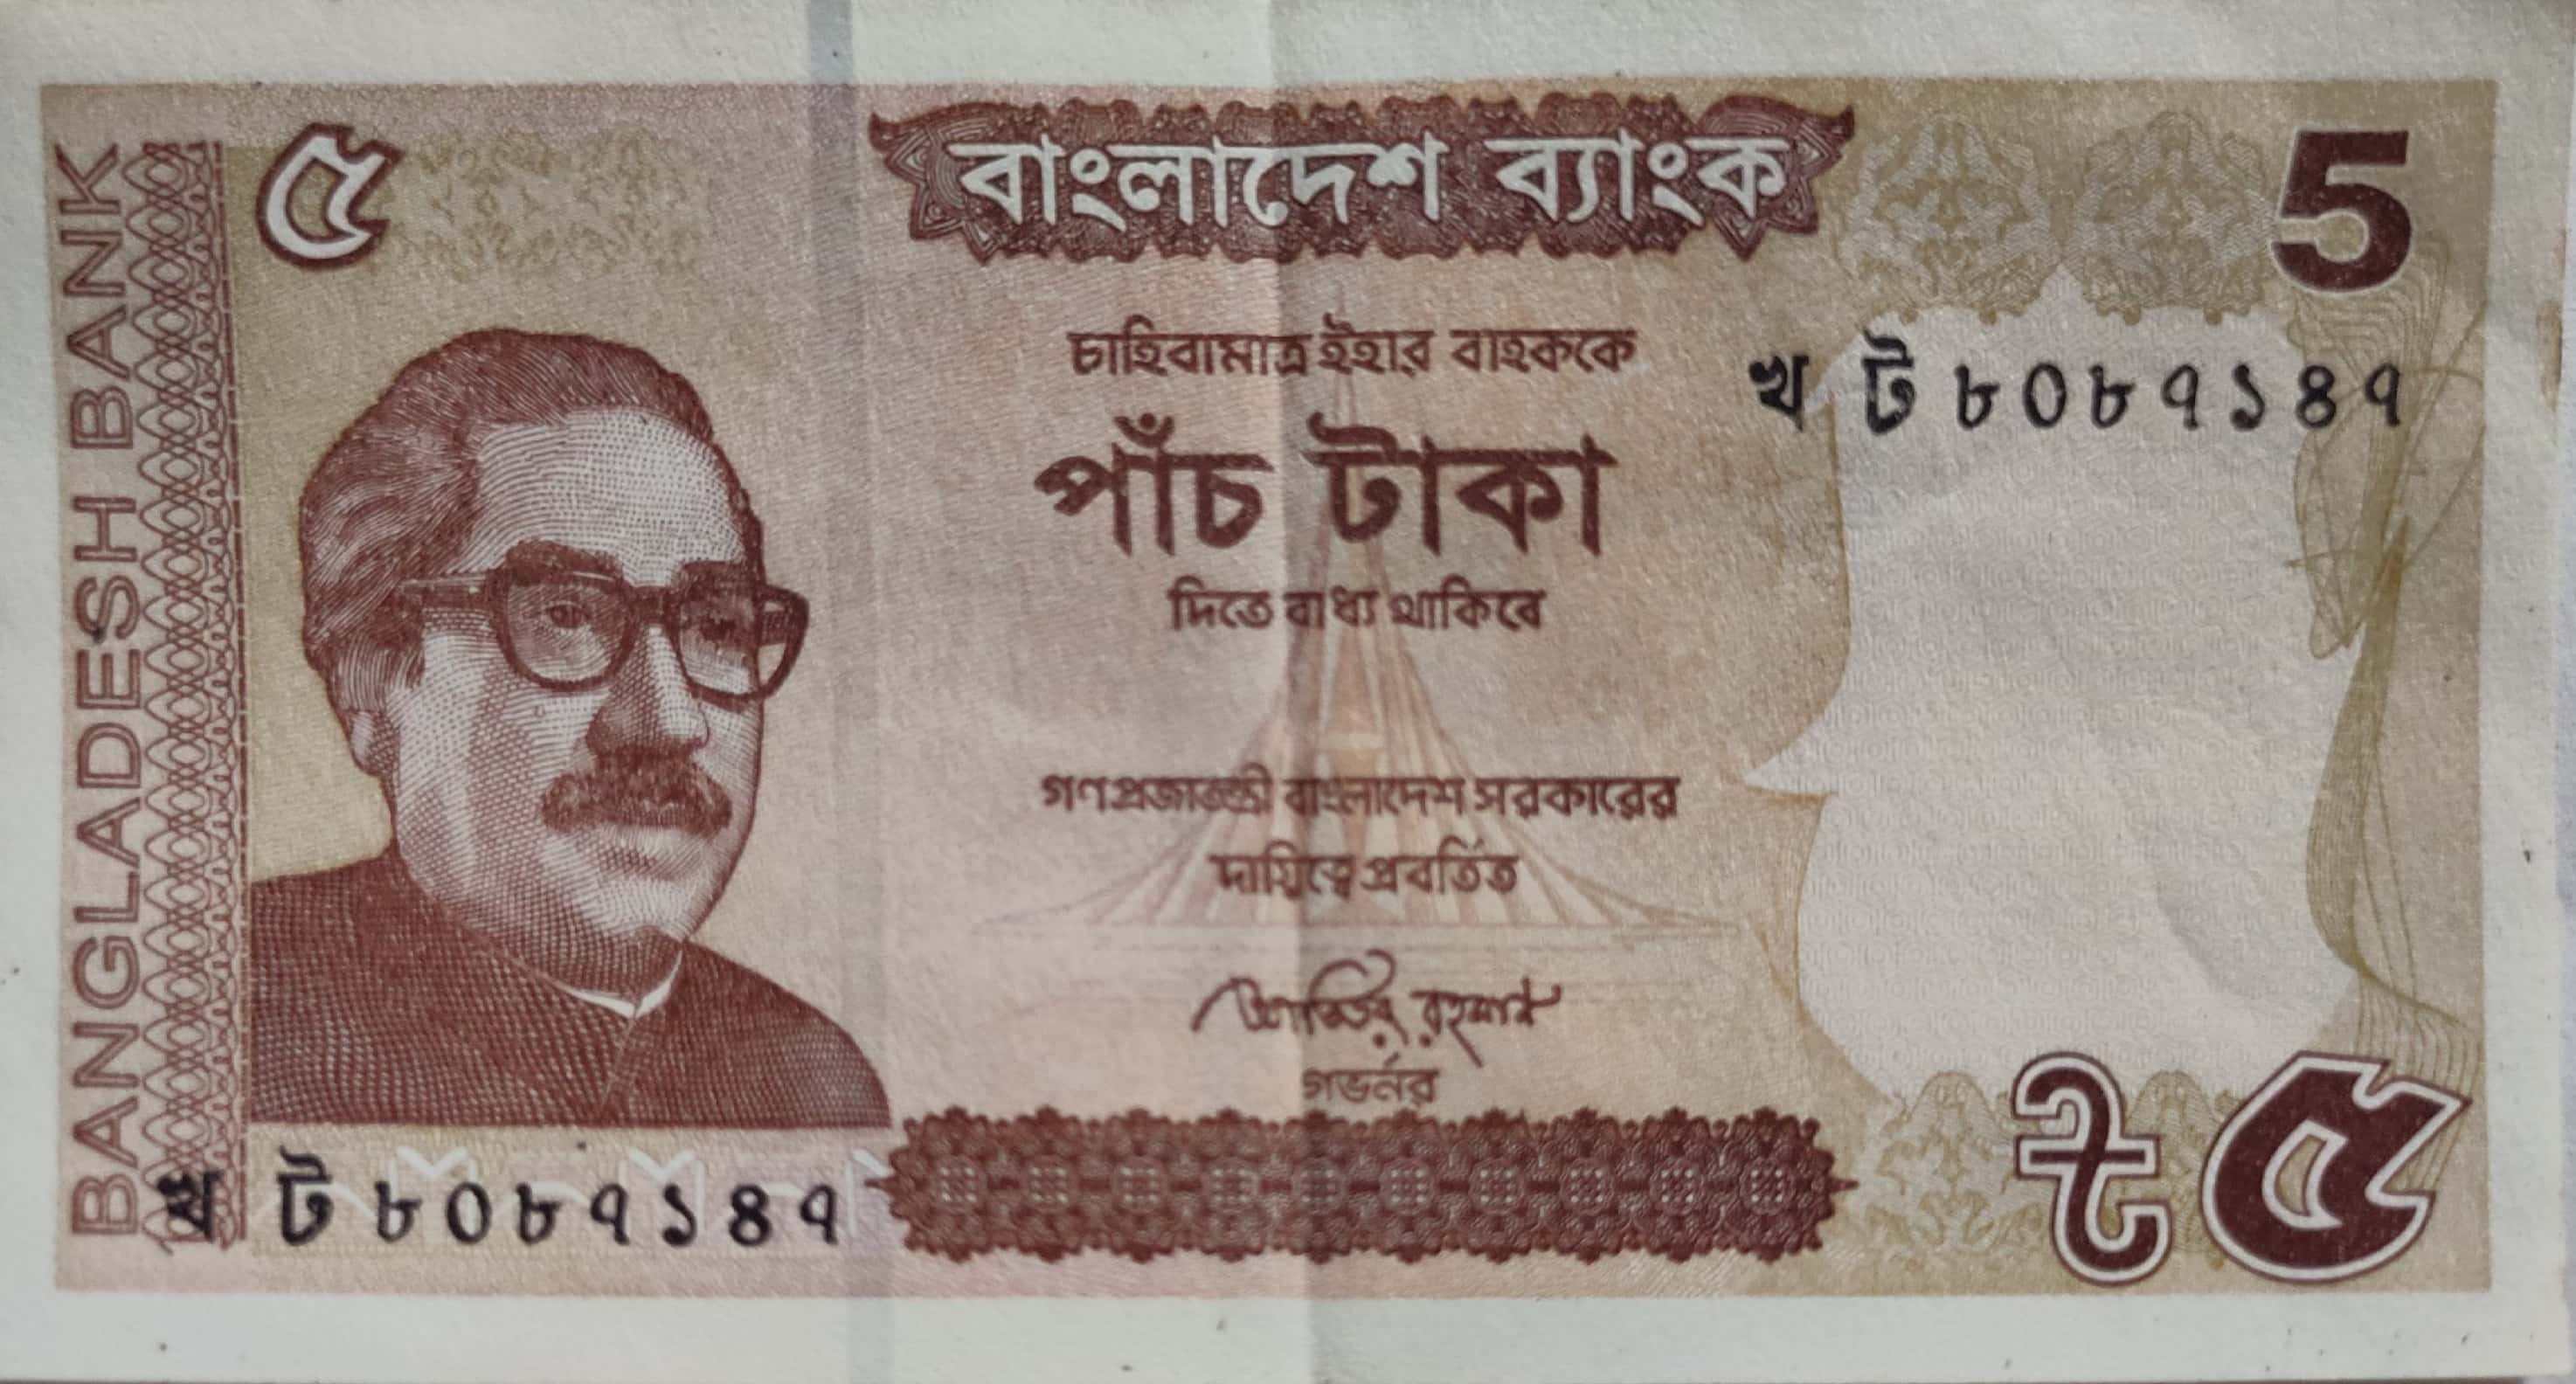 BANGLADESH BANK
৫
বাংলাদেশ ব্যাংক
5
চাহিবামাত্র ইহার বাহককে
খ ট ৮০৮৭১৪৭
পাঁচ টাকা
দিতে বাধ্য থাকিবে
গণপ্রজাতন্ত্রী বাংলাদেশ সরকারের
দায়িত্বে প্রবর্তিত
আতিউর রহমান
গভর্নর
খ ট ৮০৮৭১৪৭
৳ ৫